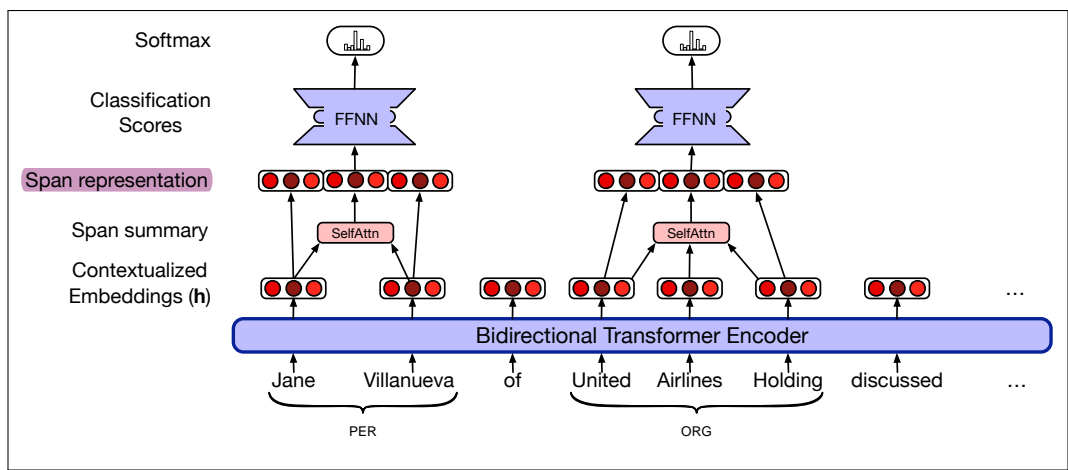 Softmax
Classification
Scores
FFNN
FFNN
Span representation
Span summary
SelfAttn
SelfAttn
Contextualized
Embeddings (h)
...
Bidirectional Transformer Encoder
Jane Villanueva of United Airlines Holding discussed ...
PER
ORG